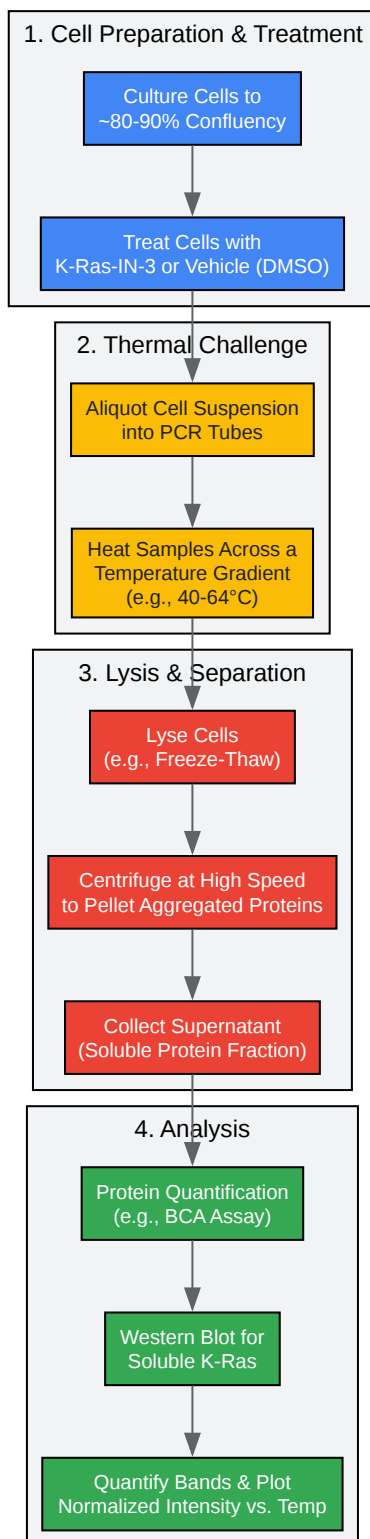 1. Cell Preparation & Treatment
Culture Cells to
~80-90% Confluency
Treat Cells with
K-Ras-IN-3 or Vehicle (DMSO)
2. Thermal Challenge
Aliquot Cell Suspension
into PCR Tubes
Heat Samples Across a
Temperature Gradient
(e.g., 40-64°C)
3. Lysis & Separation
Lyse Cells
(e.g., Freeze-Thaw)
Centrifuge at High Speed
to Pellet Aggregated Proteins
Collect Supernatant
(Soluble Protein Fraction)
4. Analysis
Protein Quantification
(e.g., BCA Assay)
Western Blot for
Soluble K-Ras
Quantify Bands & Plot
Normalized Intensity vs. Temp